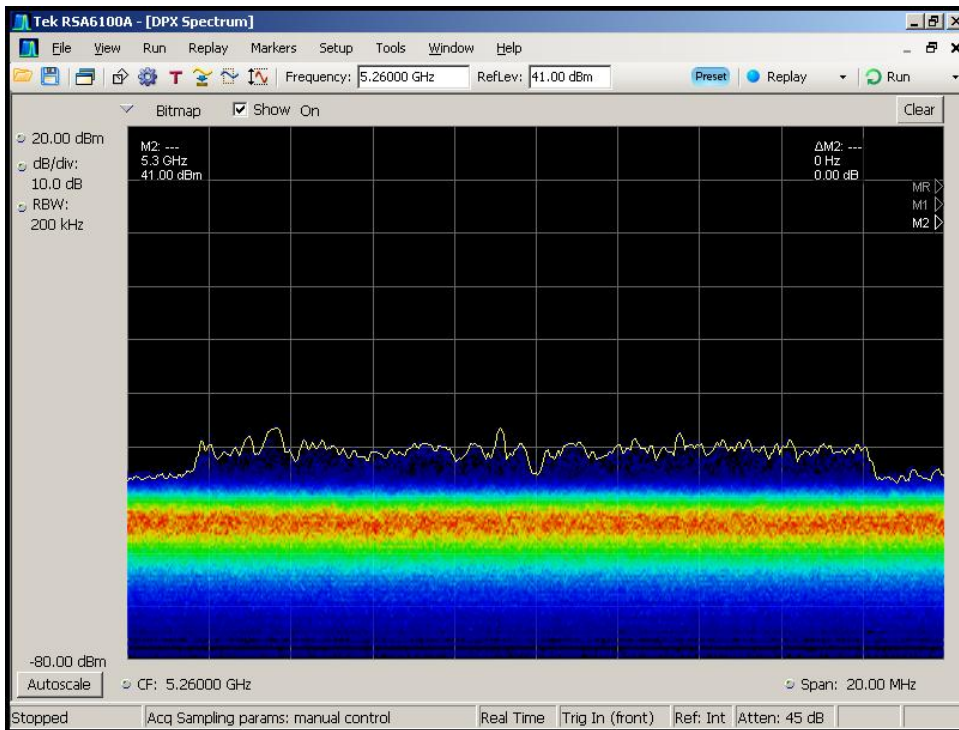 Tek RSA6100A - [DPX Spectrum]
File View Run Replay Markers Setup Tools Window Help
T Frequency: 5.26000 GHz RefLev: 41.00 dBm Preset Replay Run
Bitmap Show On Clear
20.00 dBm
dB/div:
10.0 dB
RBW:
200 kHz
M2: ---
5.3 GHz
41.00 dBm
ΔM2: ---
0 Hz
0.00 dB
MR
M1
M2
-80.00 dBm
Autoscale CF: 5.26000 GHz Span: 20.00 MHz
Stopped Acq Sampling params: manual control Real Time Trig In (front) Ref: Int Atten: 45 dB